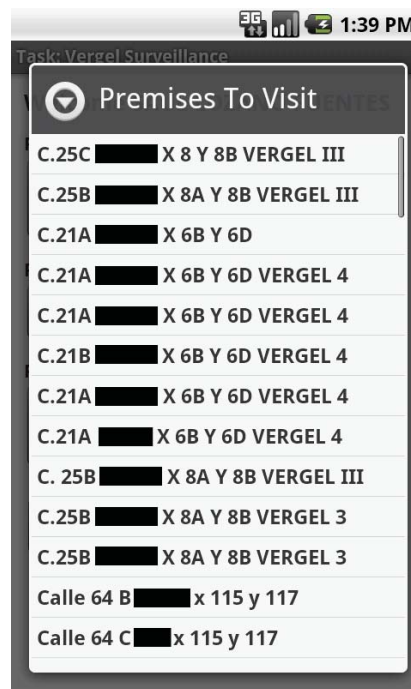 3G 1:39 PM
Task: Vergel Surveillance
Premises To Visit
C.25C X 8 Y 8B VERGEL III
C.25B X 8A Y 8B VERGEL III
C.21A X 6B Y 6D
C.21A X 6B Y 6D VERGEL 4
C.21A X 6B Y 6D VERGEL 4
C.21B X 6B Y 6D VERGEL 4
C.21A X 6B Y 6D VERGEL 4
C.21A X 6B Y 6D VERGEL 4
C. 25B X 8A Y 8B VERGEL III
C.25B X 8A Y 8B VERGEL 3
C.25B X 8A Y 8B VERGEL 3
Calle 64 B x 115 y 117
Calle 64 C x 115 y 117